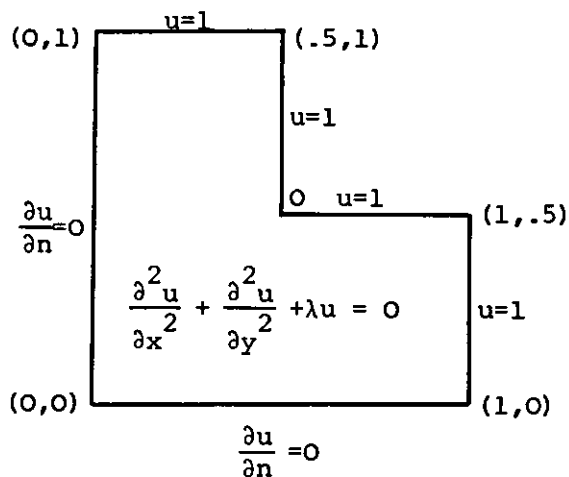 u=1
(0,1)
(.5,1)
u=1
O
u=1
(1,.5)
∂u/∂n=0
∂²u/∂x² + ∂²u/∂y² +λu = 0
u=1
(0,0)
(1,0)
∂u/∂n =0